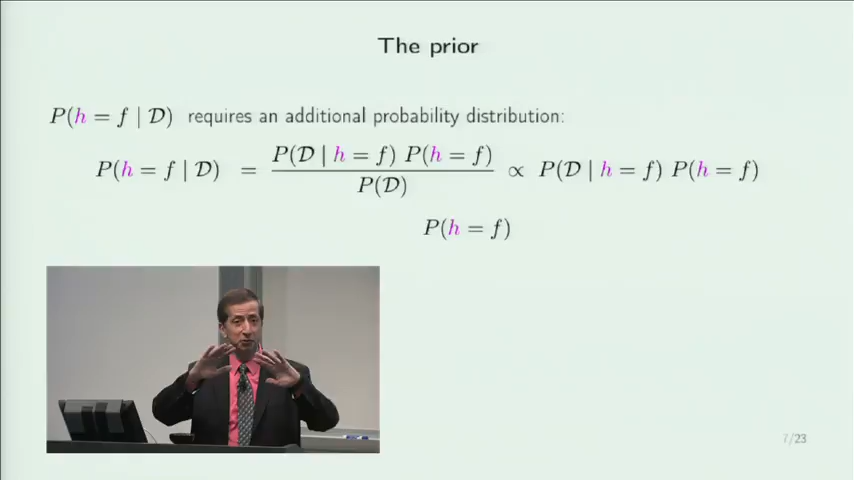 The prior
P(h = f | 𝒟) requires an additional probability distribution:
P(h = f | 𝒟) = P(𝒟 | h = f) P(h = f) / P(𝒟) ∝ P(𝒟 | h = f) P(h = f)
P(h = f)
7/23